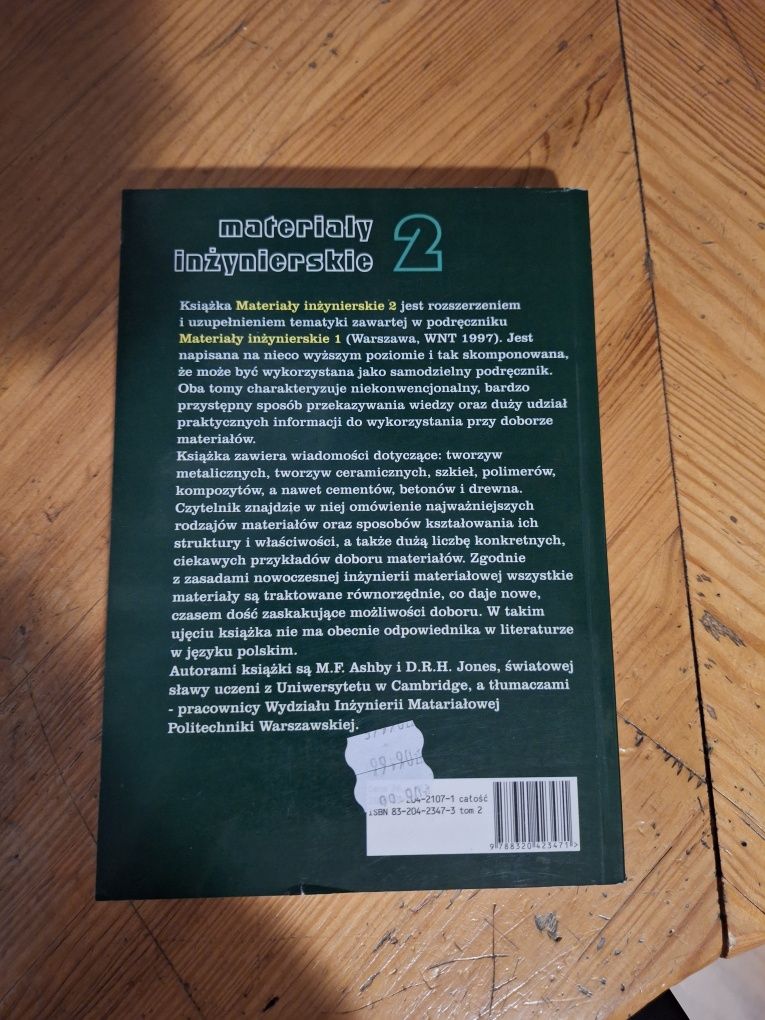 materiały
inżynierskie 2
Książka Materiały inżynierskie 2 jest rozszerzeniem
i uzupełnieniem tematyki zawartej w podręczniku
Materiały inżynierskie 1 (Warszawa, WNT 1997). Jest
napisana na nieco wyższym poziomie i tak skomponowana,
że może być wykorzystana jako samodzielny podręcznik.
Oba tomy charakteryzuje niekonwencjonalny, bardzo
przystępny sposób przekazywania wiedzy oraz duży udział
praktycznych informacji do wykorzystania przy doborze
materiałów.
Książka zawiera wiadomości dotyczące: tworzyw
metalicznych, tworzyw ceramicznych, szkieł, polimerów,
kompozytów, a nawet cementów, betonów i drewna.
Czytelnik znajdzie w niej omówienie najważniejszych
rodzajów materiałów oraz sposobów kształowania ich
struktury i właściwości, a także dużą liczbę konkretnych,
ciekawych przykładów doboru materiałów. Zgodnie
z zasadami nowoczesnej inżynierii materiałowej wszystkie
materiały są traktowane równorzędnie, co daje nowe,
czasem dość zaskakujące możliwości doboru. W takim
ujęciu książka nie ma obecnie odpowiednika w literaturze
w języku polskim.
Autorami książki są M.F. Ashby i D.R.H. Jones, światowej
sławy uczeni z Uniwersytetu w Cambridge, a tłumaczami
- pracownicy Wydziału Inżynierii Matariałowej
Politechniki Warszawskiej.
204-2107-1 całość
ISBN 83-204-2347-3 tom 2
9 788320 423471 >